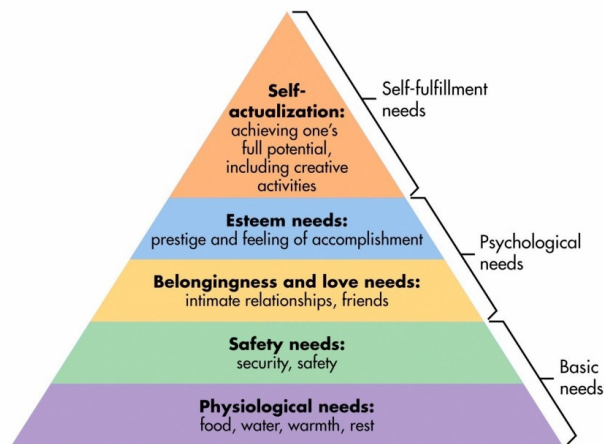 Self-
actualization:
achieving one's
full potential,
including creative
activities
Self-fulfillment
needs
Esteem needs:
prestige and feeling of accomplishment
Psychological
needs
Belongingness and love needs:
intimate relationships, friends
Safety needs:
security, safety
Basic
needs
Physiological needs:
food, water, warmth, rest